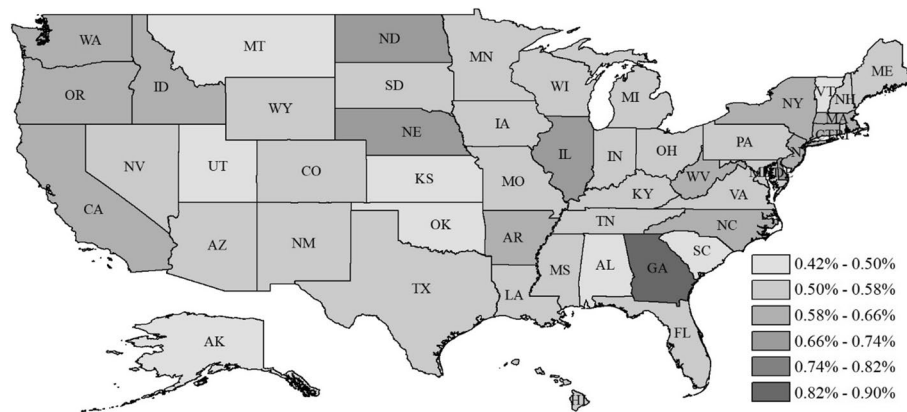 WA
MT
ND
MN
ME
VT
NH
ID
SD
WI
OR
MI
NY
MA
WY
IA
PA
NE
IL
IN
OH
NV
UT
CO
WV
VA
KS
MO
KY
CA
NC
TN
OK
AR
SC
AZ
NM
MS
AL
GA
TX
LA
FL
AK
HI
0.42% - 0.50%
0.50% - 0.58%
0.58% - 0.66%
0.66% - 0.74%
0.74% - 0.82%
0.82% - 0.90%